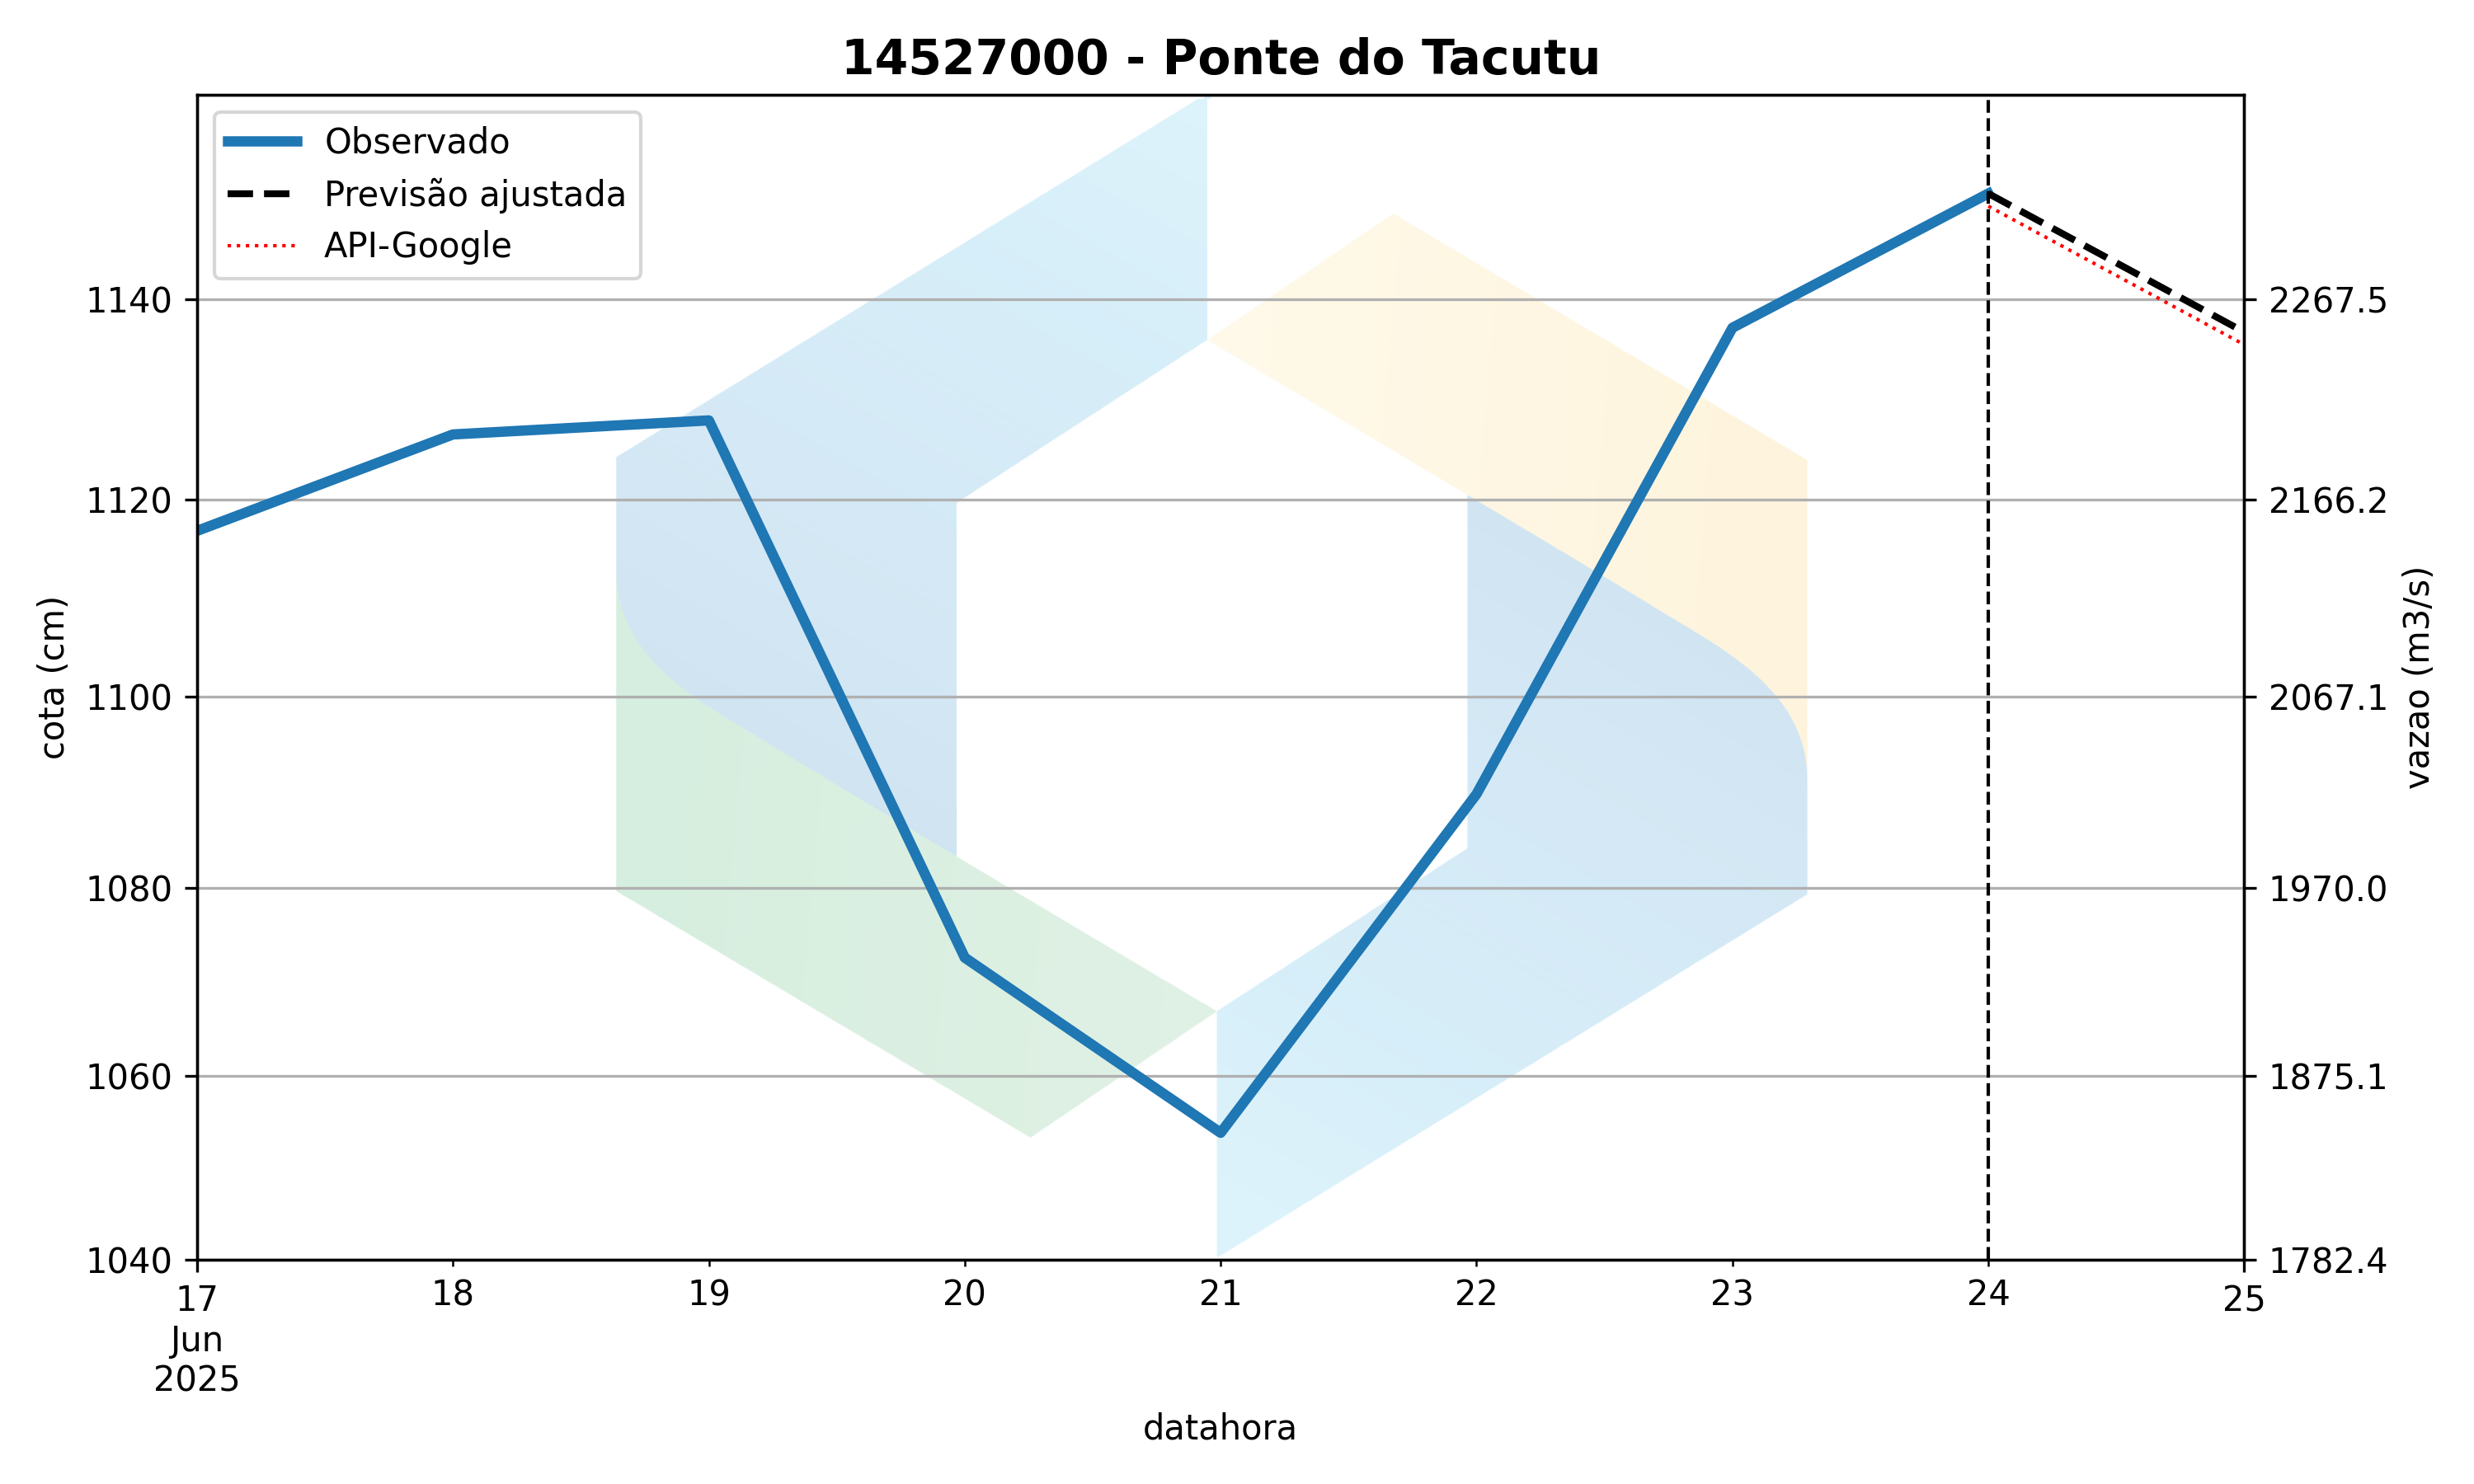 14527000 - Ponte do Tacutu
Observado
Previsão ajustada
API-Google
1140
1120
1100
1080
1060
1040
cota (cm)
2267.5
2166.2
2067.1
1970.0
1875.1
1782.4
vazao (m3/s)
17
18
19
20
21
22
23
24
25
Jun
2025
datahora